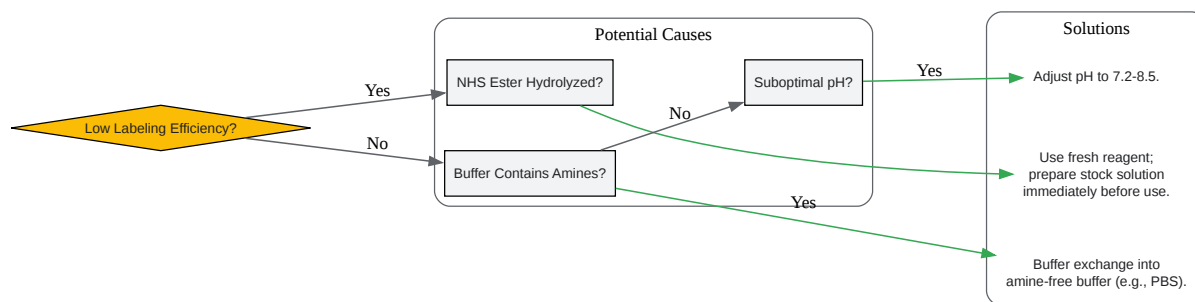 Potential Causes
Solutions
NHS Ester Hydrolyzed?
Suboptimal pH?
Yes
Adjust pH to 7.2-8.5.
Yes
No
Low Labeling Efficiency?
No
Buffer Contains Amines?
Use fresh reagent;
prepare stock solution
immediately before use.
Yes
Buffer exchange into
amine-free buffer (e.g., PBS).